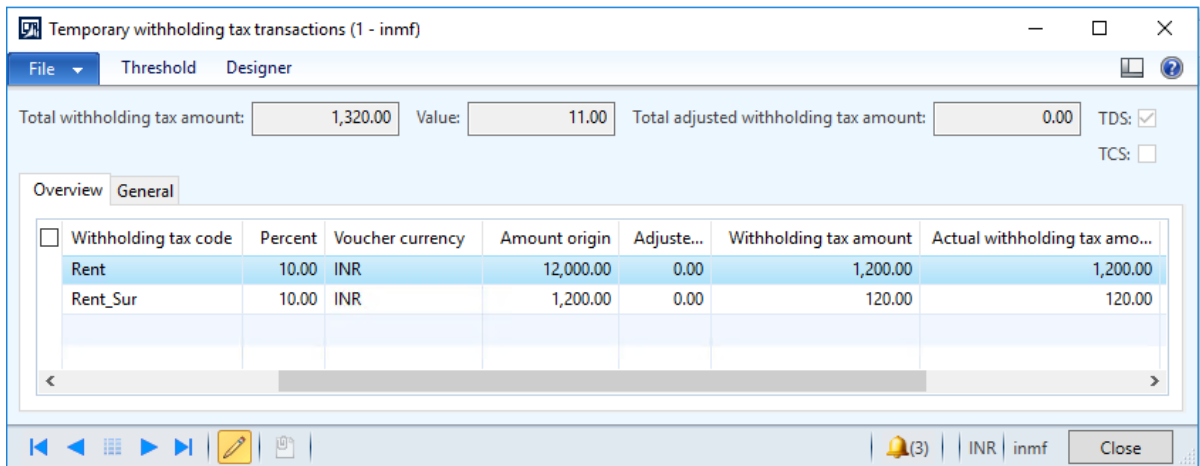 Temporary withholding tax transactions (1 - inmf)
File Threshold Designer
Total withholding tax amount: 1,320.00 Value: 11.00 Total adjusted withholding tax amount: 0.00 TDS:
TCS:
Overview General
Withholding tax code Percent Voucher currency Amount origin Adjuste... Withholding tax amount Actual withholding tax amo...
Rent 10.00 INR 12,000.00 0.00 1,200.00 1,200.00
Rent_Sur 10.00 INR 1,200.00 0.00 120.00 120.00
(3) INR inmf Close